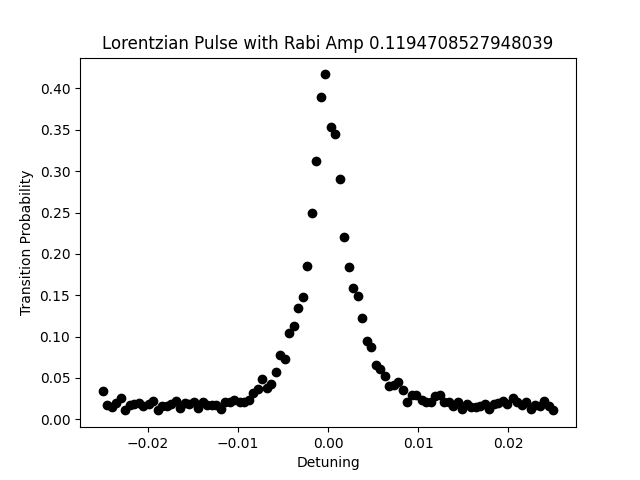 Lorentzian Pulse with Rabi Amp 0.1194708527948039
0.40
0.35
0.30
0.25
0.20
0.15
0.10
0.05
0.00
Transition Probability
−0.02 −0.01 0.00 0.01 0.02
Detuning